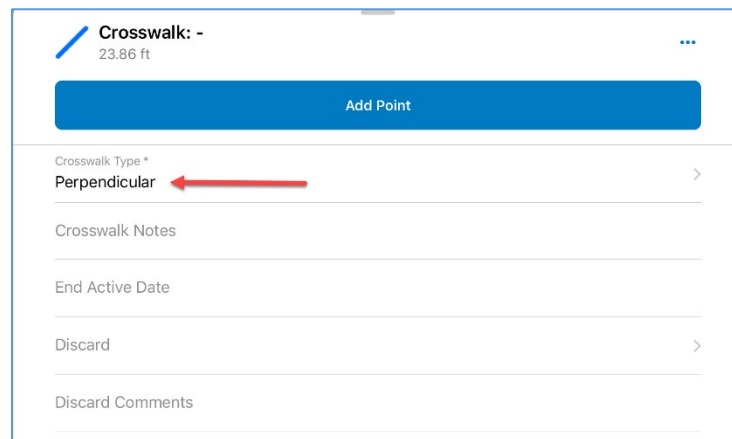 Crosswalk: -
23.86 ft
Add Point
Crosswalk Type *
Perpendicular
Crosswalk Notes
End Active Date
Discard
Discard Comments